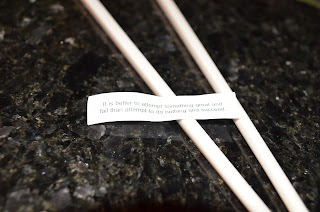 It is better to attempt something great and
fail than attempt to do nothing and succeed.